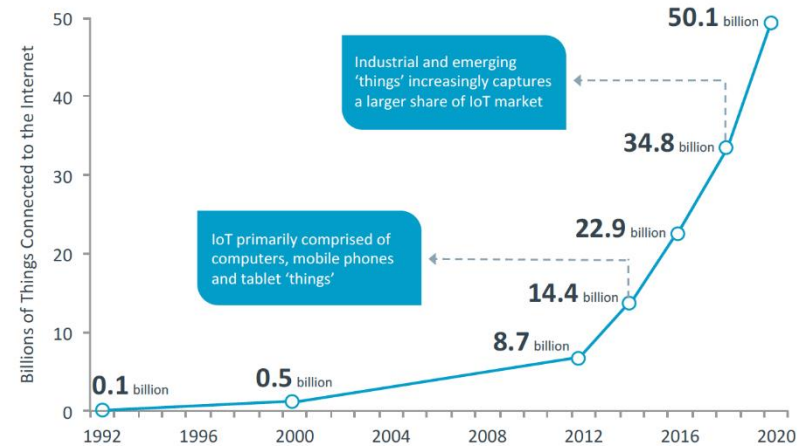 Billions of Things Connected to the Internet
50
40
30
20
10
0
50.1 billion
Industrial and emerging
‘things’ increasingly captures
a larger share of IoT market
34.8 billion
22.9 billion
IoT primarily comprised of
computers, mobile phones
and tablet ‘things’
14.4 billion
8.7 billion
0.1 billion
0.5 billion
1992
1996
2000
2004
2008
2012
2016
2020